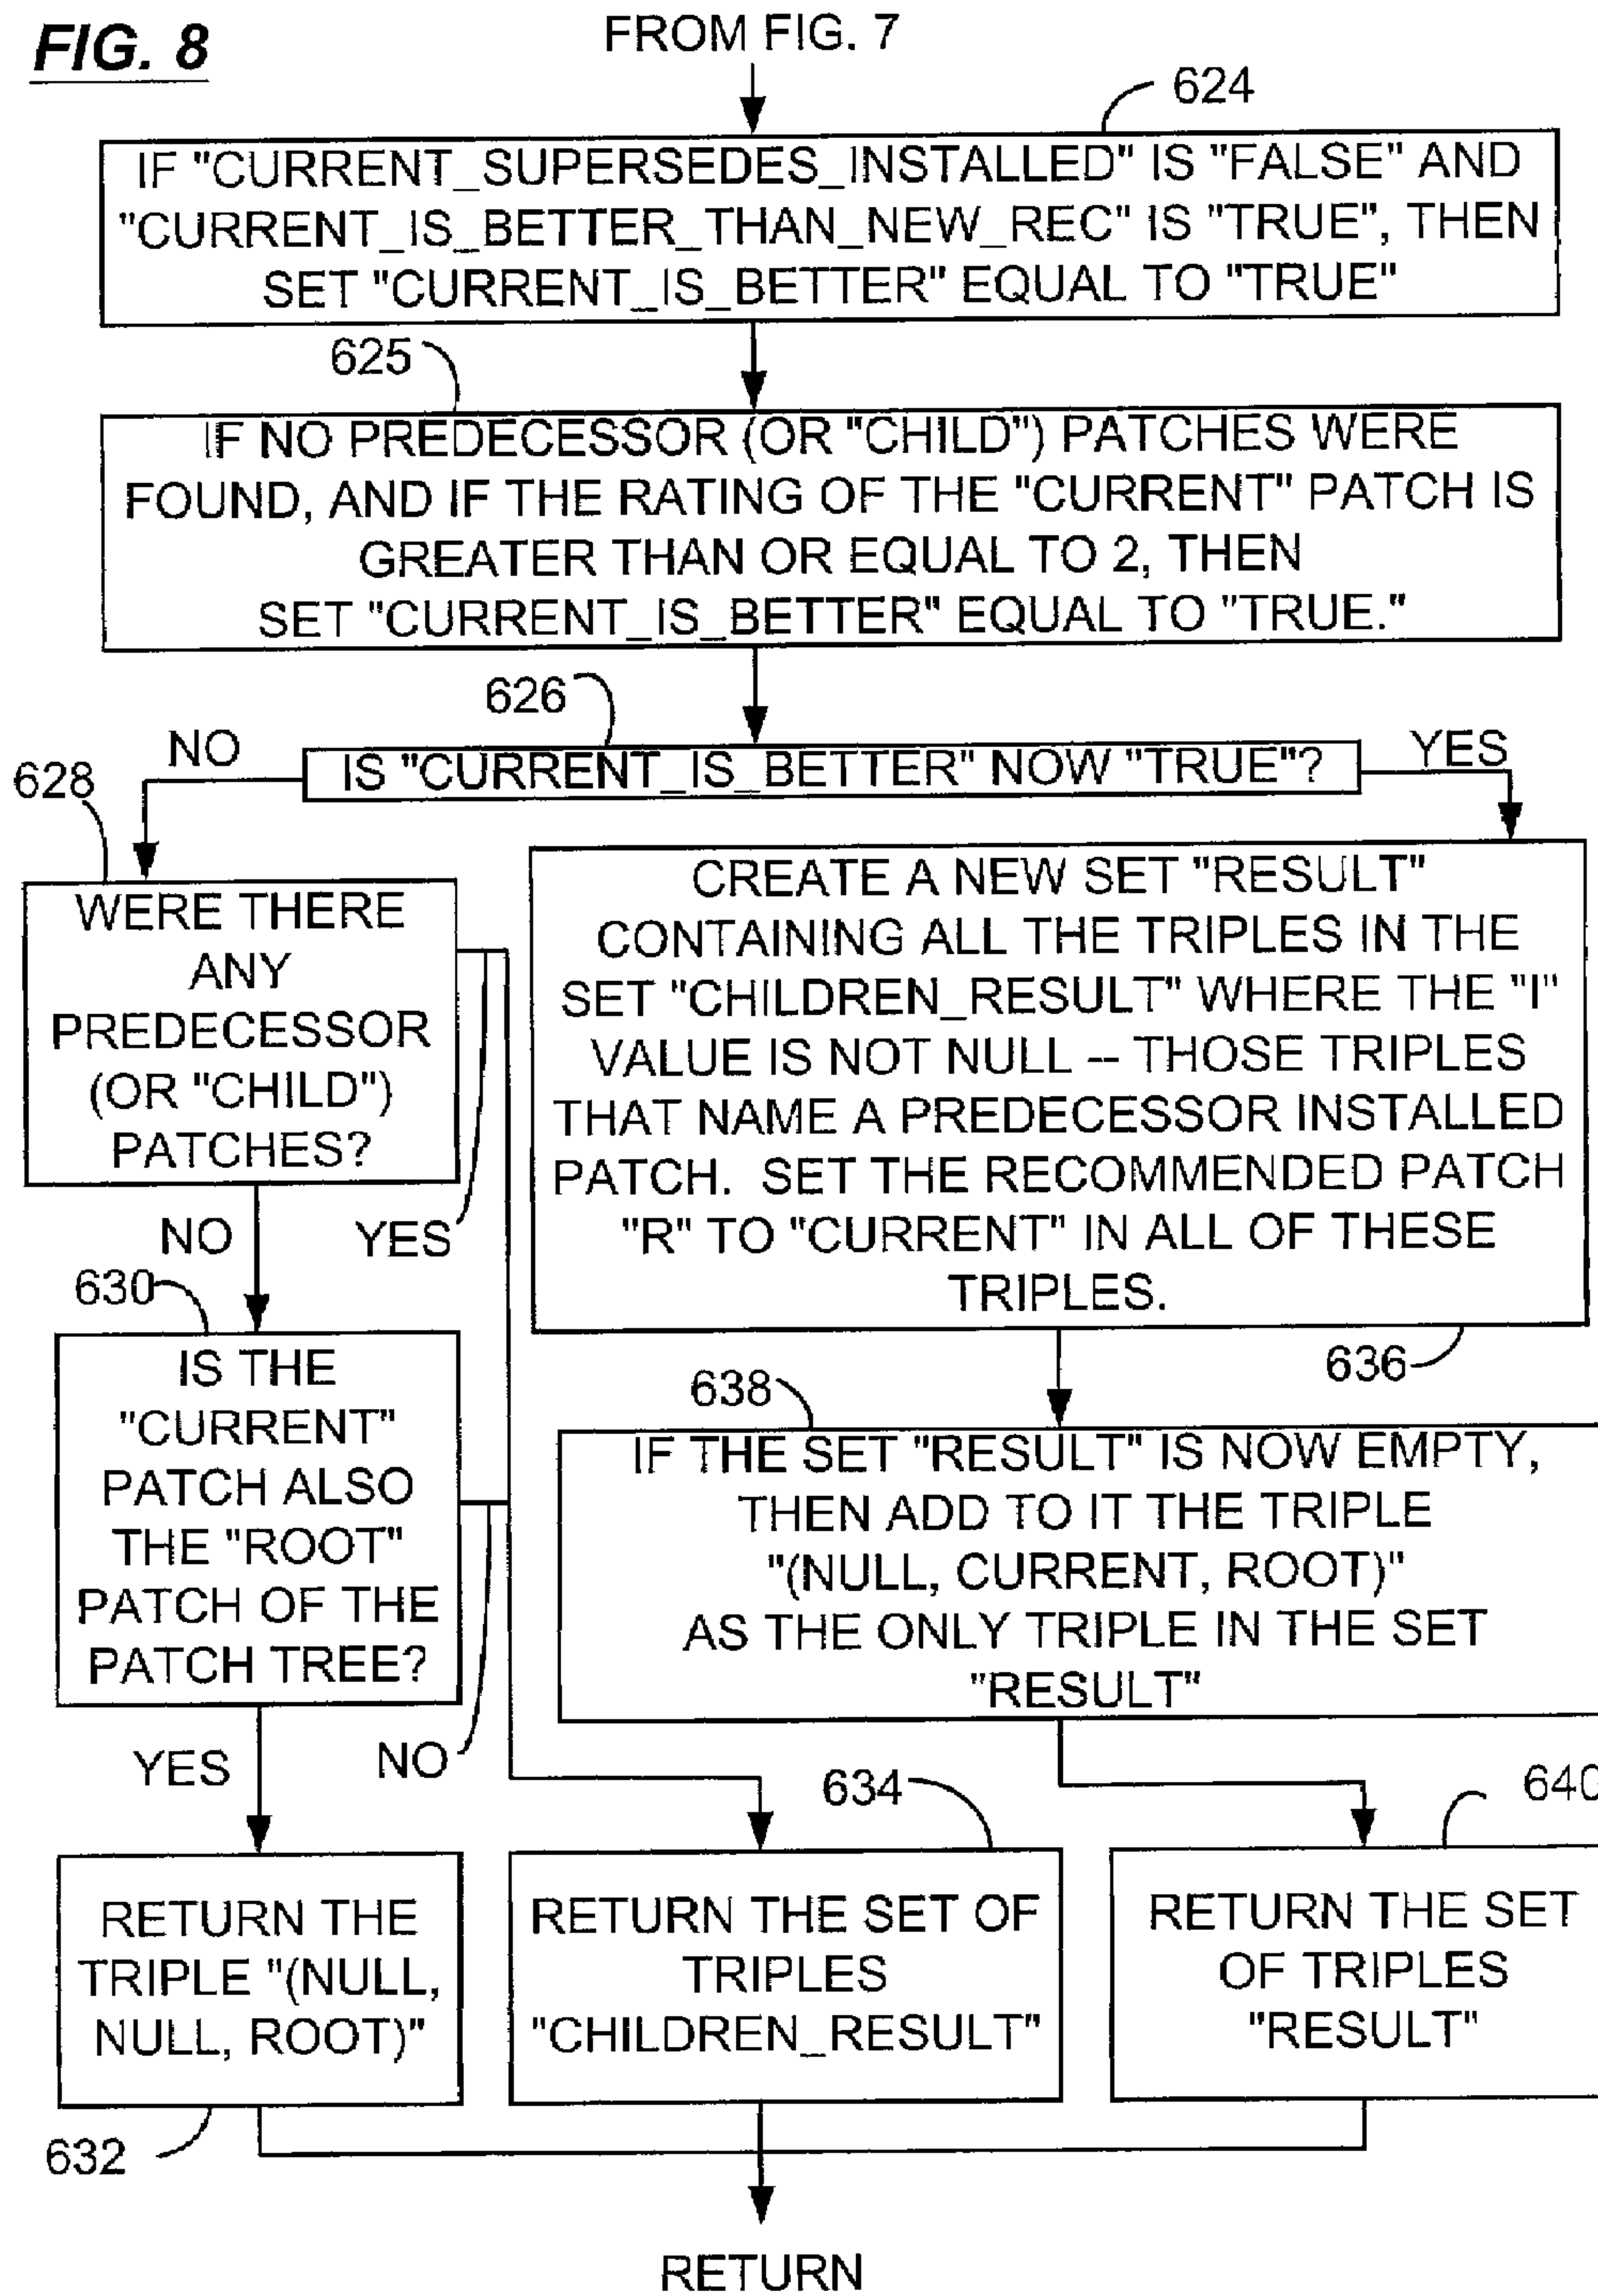 FIG. 8
FROM FIG. 7
624
IF "CURRENT_SUPERSEDES_INSTALLED" IS "FALSE" AND
"CURRENT_IS_BETTER_THAN_NEW_REC" IS "TRUE", THEN
SET "CURRENT_IS_BETTER" EQUAL TO "TRUE"
625
IF NO PREDECESSOR (OR "CHILD") PATCHES WERE
FOUND, AND IF THE RATING OF THE "CURRENT" PATCH IS
GREATER THAN OR EQUAL TO 2, THEN
SET "CURRENT_IS_BETTER" EQUAL TO "TRUE."
626
IS "CURRENT_IS_BETTER" NOW "TRUE"?
NO
YES
628
WERE THERE
ANY
PREDECESSOR
(OR "CHILD")
PATCHES?
NO
YES
CREATE A NEW SET "RESULT"
CONTAINING ALL THE TRIPLES IN THE
SET "CHILDREN_RESULT" WHERE THE "I"
VALUE IS NOT NULL -- THOSE TRIPLES
THAT NAME A PREDECESSOR INSTALLED
PATCH. SET THE RECOMMENDED PATCH
"R" TO "CURRENT" IN ALL OF THESE
TRIPLES.
636
630
IS THE
"CURRENT"
PATCH ALSO
THE "ROOT"
PATCH OF THE
PATCH TREE?
YES
NO
638
IF THE SET "RESULT" IS NOW EMPTY,
THEN ADD TO IT THE TRIPLE
"(NULL, CURRENT, ROOT)"
AS THE ONLY TRIPLE IN THE SET
"RESULT"
632
RETURN THE
TRIPLE "(NULL,
NULL, ROOT)"
634
RETURN THE SET OF
TRIPLES
"CHILDREN_RESULT"
640
RETURN THE SET
OF TRIPLES
"RESULT"
RETURN